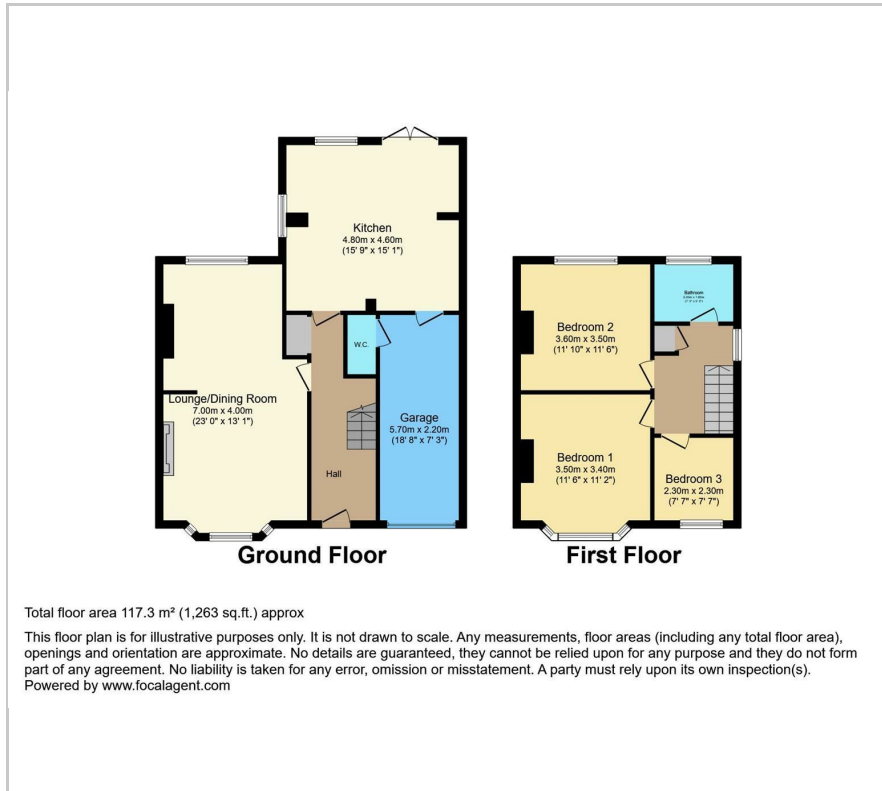 Kitchen
4.80m x 4.60m
(15' 9" x 15' 1")
Lounge/Dining Room
7.00m x 4.00m
(23' 0" x 13' 1")
W.C.
Garage
5.70m x 2.20m
(18' 8" x 7' 3")
Hall
Ground Floor
Bathroom
Bedroom 2
3.60m x 3.50m
(11' 10" x 11' 6")
Bedroom 1
3.50m x 3.40m
(11' 6" x 11' 2")
Bedroom 3
2.30m x 2.30m
(7' 7" x 7' 7")
First Floor
Total floor area 117.3 m² (1,263 sq.ft.) approx
This floor plan is for illustrative purposes only. It is not drawn to scale. Any measurements, floor areas (including any total floor area),
openings and orientation are approximate. No details are guaranteed, they cannot be relied upon for any purpose and they do not form
part of any agreement. No liability is taken for any error, omission or misstatement. A party must rely upon its own inspection(s).
Powered by www.focalagent.com